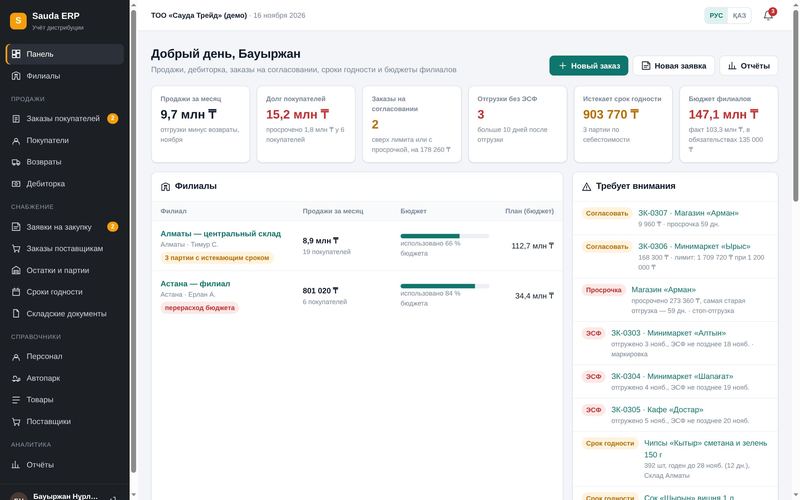 S
Sauda ERP
Учёт дистрибуции
Панель
Филиалы
ПРОДАЖИ
Заказы покупателей 2
Покупатели
Возвраты
Дебиторка
СНАБЖЕНИЕ
Заявки на закупку 2
Заказы поставщикам
Остатки и партии
Сроки годности
Складские документы
СПРАВОЧНИКИ
Персонал
Автопарк
Товары
Поставщики
АНАЛИТИКА
Отчёты
Бауыржан Нұрл...
ТОО «Сауда Трейд» (демо) · 16 ноября 2026
РУС ҚАЗ
3
Добрый день, Бауыржан
Продажи, дебиторка, заказы на согласовании, сроки годности и бюджеты филиалов
Новый заказ
Новая заявка
Отчёты
Продажи за месяц
9,7 млн ₸
отгрузки минус возвраты,
ноября
Долг покупателей
15,2 млн ₸
просрочено 1,8 млн ₸ у 6
покупателей
Заказы на
согласовании
2
сверх лимита или с
просрочкой, на 178 260 ₸
Отгрузки без ЭСФ
3
больше 10 дней после
отгрузки
Истекает срок годности
903 770 ₸
3 партии по
себестоимости
Бюджет филиалов
147,1 млн ₸
факт 103,3 млн ₸, в
обязательствах 135 000
₸
Филиалы
Филиал Продажи за месяц Бюджет План (бюджет)
Алматы — центральный склад
Алматы · Тимур С.
3 партии с истекающим сроком
8,9 млн ₸
19 покупателей
использовано 66 %
бюджета
112,7 млн ₸
Астана — филиал
Астана · Ерлан А.
перерасход бюджета
801 020 ₸
6 покупателей
использовано 84 %
бюджета
34,4 млн ₸
Требует внимания
Согласовать ЗК-0307 · Магазин «Арман»
9 960 ₸ · просрочка 59 дн.
Согласовать ЗК-0306 · Минимаркет «Ырыс»
168 300 ₸ · лимит: 1 709 720 ₸ при 1 200
000 ₸
Просрочка Магазин «Арман»
просрочено 273 360 ₸, самая старая
отгрузка — 59 дн. · стоп-отгрузка
ЭСФ ЗК-0303 · Минимаркет «Алтын»
отгружено 3 нояб., ЭСФ не позднее 18 нояб. ·
маркировка
ЭСФ ЗК-0304 · Минимаркет «Шапағат»
отгружено 4 нояб., ЭСФ не позднее 19 нояб.
ЭСФ ЗК-0305 · Кафе «Достар»
отгружено 5 нояб., ЭСФ не позднее 20 нояб.
Срок годности Чипсы «Кытыр» сметана и зелень
150 г
392 шт, годен до 28 нояб. (12 дн.),
Склад Алматы
Срок годности Сок «Шырын» вишня 1 л